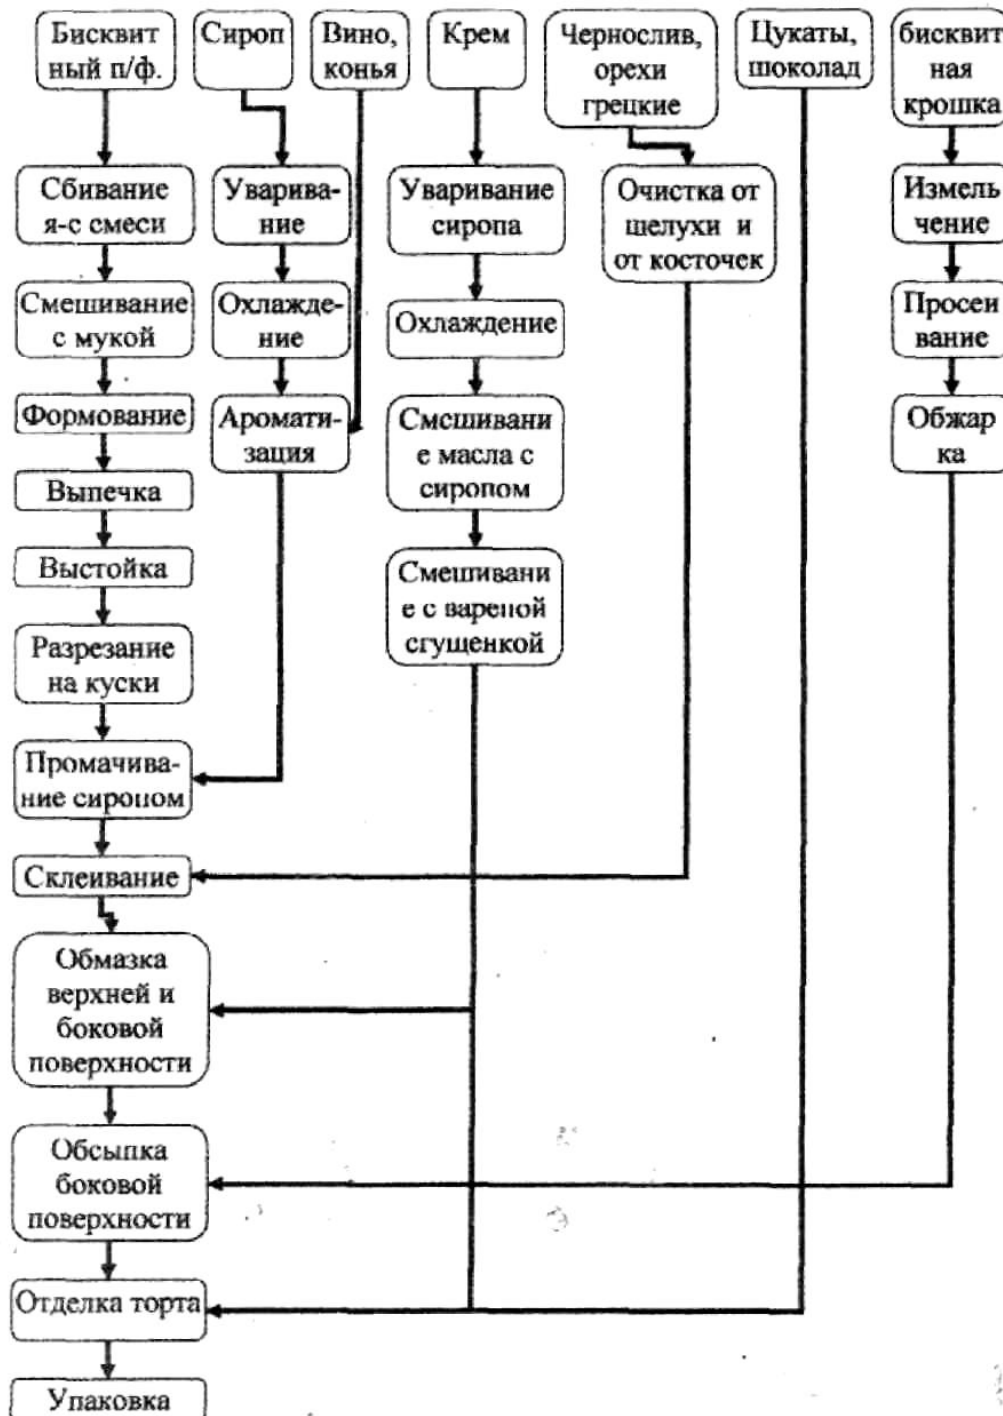 Бисквит
ный п/ф.
Сироп
Вино,
конья
Крем
Чернослив,
орехи
грецкие
Цукаты,
шоколад
бисквит
ная
крошка
Сбивание
я-с смеси
Уварива-
ние
Уваривание
сиропа
Очистка от
шелухи и
от косточек
Измель
чение
Смешивание
с мукой
Охлажде-
ние
Охлаждение
Просеи
вание
Формование
Аромати-
зация
Смешивани
е масла с
сиропом
Обжар
ка
Выпечка
Выстойка
Смешивани
е с вареной
сгущенкой
Разрезание
на куски
Промачива-
ние сиропом
Склеивание
Обмазка
верхней и
боковой
поверхности
Обсыпка
боковой
поверхности
Отделка торта
Упаковка